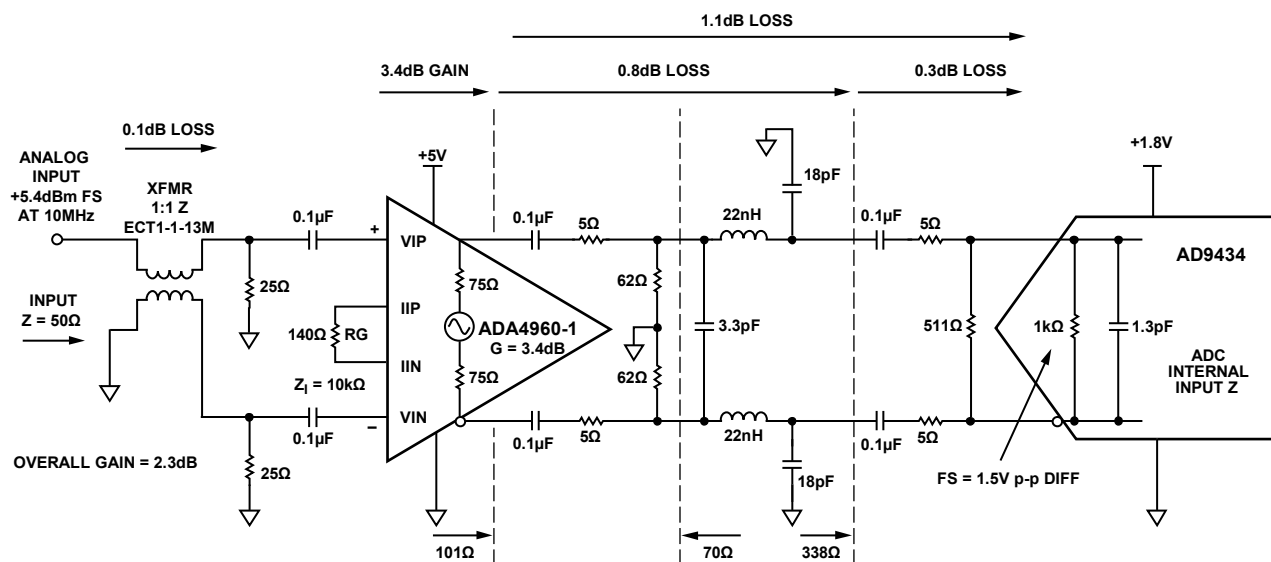 1.1dB LOSS
3.4dB GAIN
0.8dB LOSS
0.3dB LOSS
0.1dB LOSS
ANALOG
INPUT
+5.4dBm FS
AT 10MHz
XFMR
1:1 Z
ECT1-1-13M
+5V
+1.8V
18pF
0.1µF
+
VIP
0.1µF
5Ω
22nH
0.1µF
5Ω
AD9434
INPUT
Z = 50Ω
25Ω
75Ω
62Ω
IIP
140Ω
RG
ADA4960-1
G = 3.4dB
3.3pF
511Ω
1kΩ
1.3pF
IIN
75Ω
62Ω
ADC
INTERNAL
INPUT Z
ZI = 10kΩ
VIN
0.1µF
–
0.1µF
5Ω
22nH
0.1µF
5Ω
OVERALL GAIN = 2.3dB
25Ω
18pF
FS = 1.5V p-p DIFF
101Ω
70Ω
338Ω